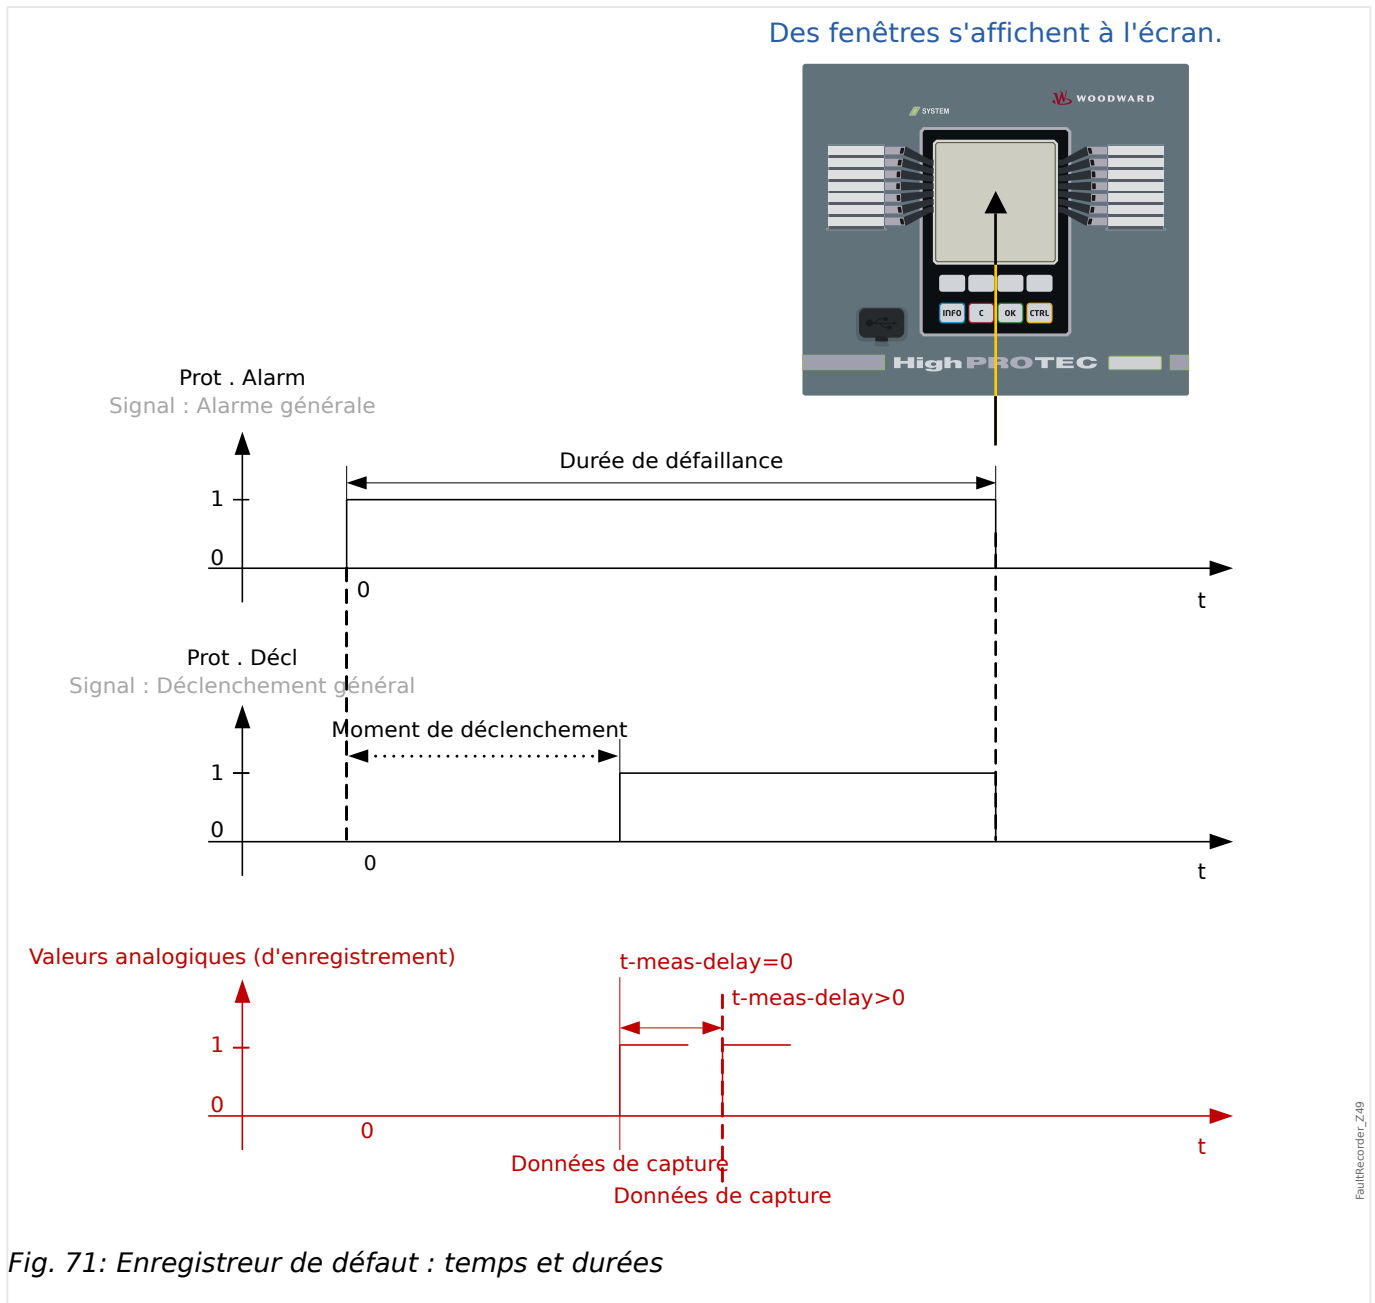 Des fenêtres s'affichent à l'écran.
WOODWARD
SYSTEM
INFO C OK CTRL
HighPROTEC
Prot . Alarm
Signal : Alarme générale
Durée de défaillance
1
0
0
t
Prot . Décl
Signal : Déclenchement général
Moment de déclenchement
1
0
0
t
Valeurs analogiques (d'enregistrement)
t-meas-delay=0
t-meas-delay>0
1
0
0
t
Données de capture
Données de capture
FaultRecorder_Z49
Fig. 71: Enregistreur de défaut : temps et durées